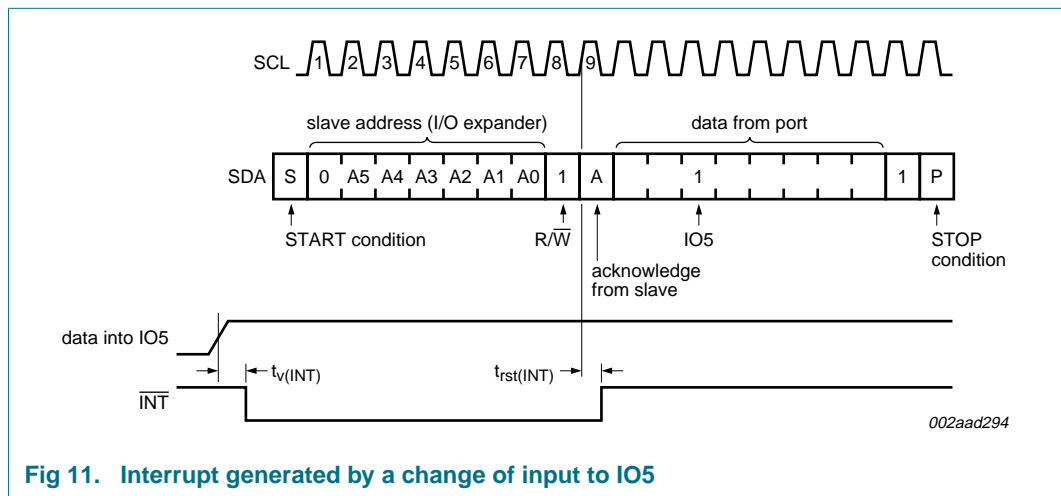 SCL 1 2 3 4 5 6 7 8 9
slave address (I/O expander) data from port
SDA S 0 A5 A4 A3 A2 A1 A0 1 A 1 1 P
START condition R/W̅ IO5 STOP
condition
acknowledge
from slave
data into IO5
tv(INT) trst(INT)
I̅N̅T̅
002aad294
Fig 11. Interrupt generated by a change of input to IO5